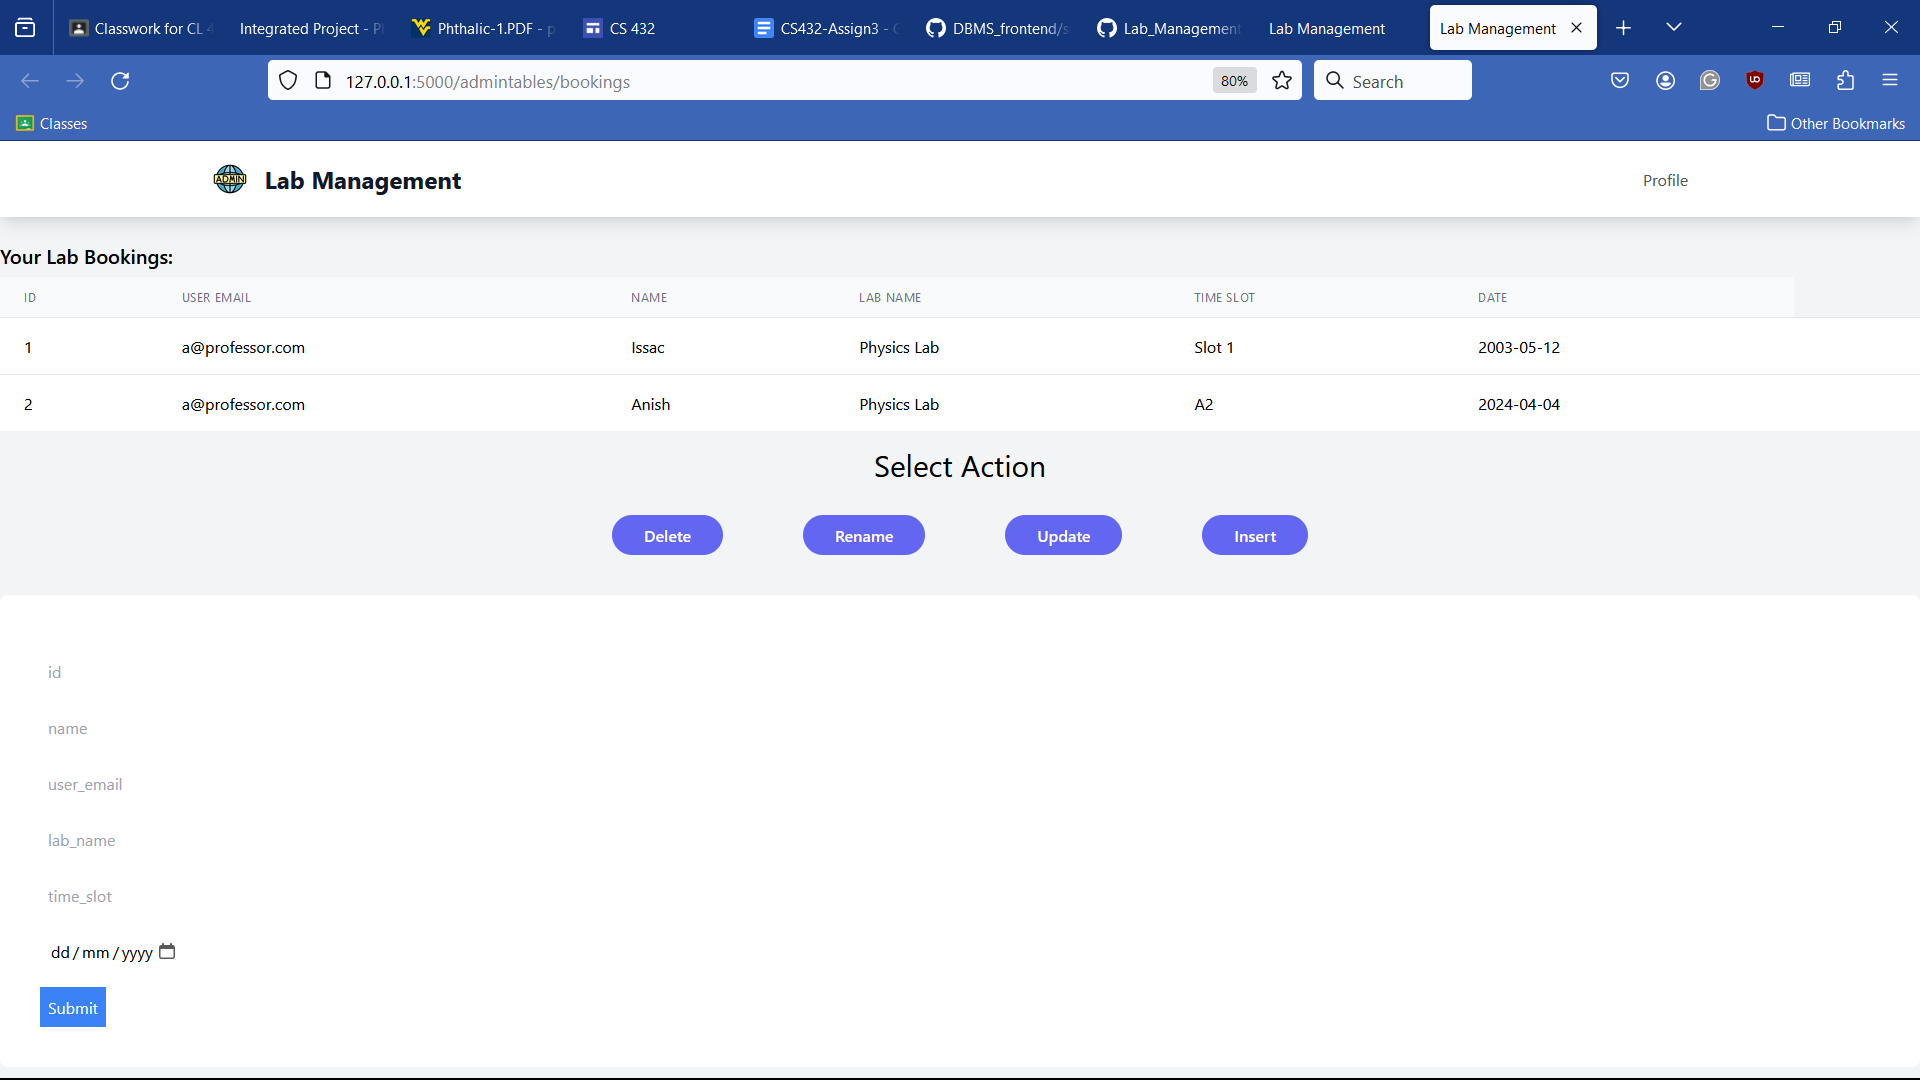 Classwork for CL 4 Integrated Project - P Phthalic-1.PDF - p CS 432 CS432-Assign3 - G DBMS_frontend/s Lab_Management Lab Management Lab Management
127.0.0.1:5000/admintables/bookings 80% Search
Classes Other Bookmarks
ADMIN Lab Management Profile
Your Lab Bookings:
ID USER EMAIL NAME LAB NAME TIME SLOT DATE
1 a@professor.com Issac Physics Lab Slot 1 2003-05-12
2 a@professor.com Anish Physics Lab A2 2024-04-04
Select Action
Delete Rename Update Insert
id
name
user_email
lab_name
time_slot
dd/mm/yyyy
Submit